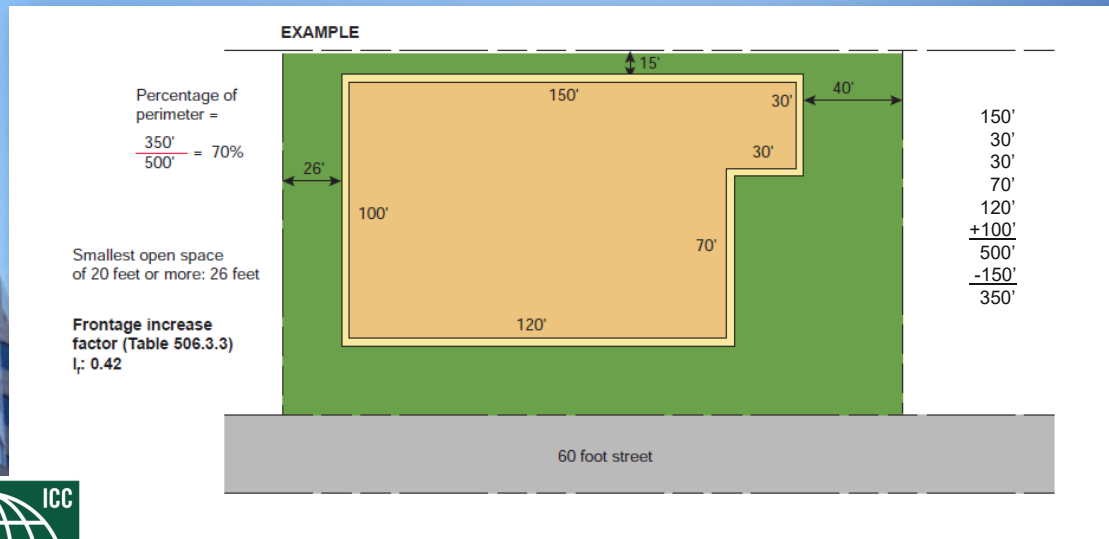 EXAMPLE
15'
Percentage of
perimeter =
350'
500'
= 70%
150'
30'
40'
30'
26'
100'
70'
120'
Smallest open space
of 20 feet or more: 26 feet
Frontage increase
factor (Table 506.3.3)
If: 0.42
60 foot street
150’
30’
30’
70’
120’
+100’
500’
-150’
350’
ICC